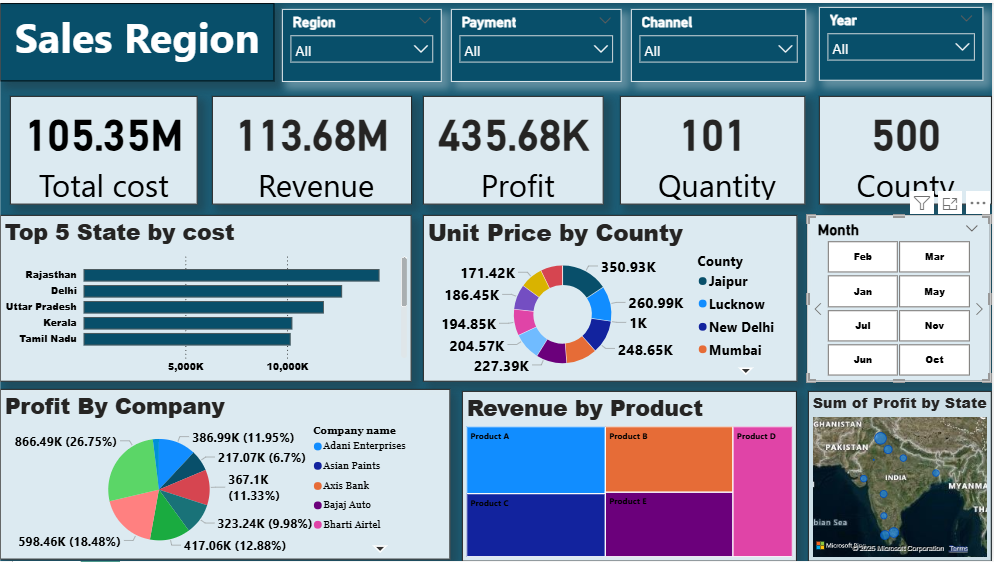 Sales Region
Region
All
Payment
All
Channel
All
Year
All
105.35M
Total cost
113.68M
Revenue
435.68K
Profit
101
Quantity
500
County
Top 5 State by cost
Rajasthan
Delhi
Uttar Pradesh
Kerala
Tamil Nadu
5,000K
10,000K
Unit Price by County
171.42K
186.45K
194.85K
204.57K
227.39K
350.93K
260.99K
1K
248.65K
County
Jaipur
Lucknow
New Delhi
Mumbai
Month
Feb
Mar
Jan
May
Jul
Nov
Jun
Oct
Profit By Company
866.49K (26.75%)
598.46K (18.48%)
386.99K (11.95%)
217.07K (6.7%)
367.1K
(11.33%)
323.24K (9.98%)
417.06K (12.88%)
Company name
Adani Enterprises
Asian Paints
Axis Bank
Bajaj Auto
Bharti Airtel
Revenue by Product
Product A
Product B
Product D
Product C
Product E
Sum of Profit by State
GHANISTAN
PAKISTAN
INDIA
MYANMA
TH
bian Sea
Microsoft Bing
© 2025 Microsoft Corporation
Terms